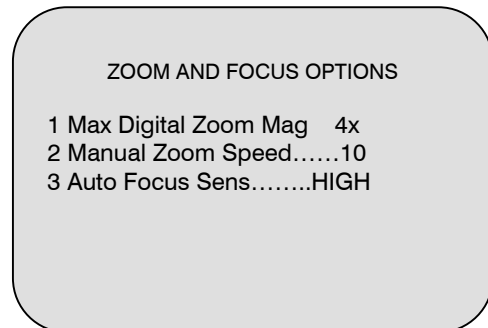 ZOOM AND FOCUS OPTIONS
1 Max Digital Zoom Mag 4x
2 Manual Zoom Speed……10
3 Auto Focus Sens……..HIGH